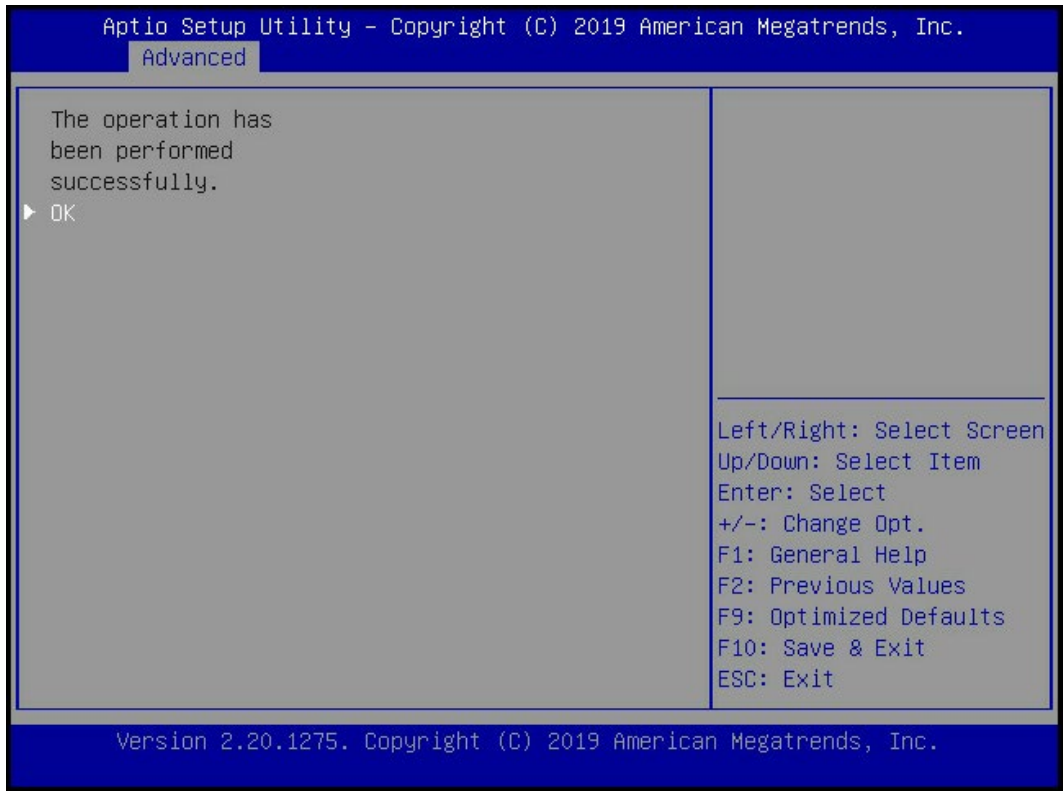 Aptio Setup Utility – Copyright (C) 2019 American Megatrends, Inc.
Advanced
The operation has
been performed
successfully.
OK
Left/Right: Select Screen
Up/Down: Select Item
Enter: Select
+/-: Change Opt.
F1: General Help
F2: Previous Values
F9: Optimized Defaults
F10: Save & Exit
ESC: Exit
Version 2.20.1275. Copyright (C) 2019 American Megatrends, Inc.